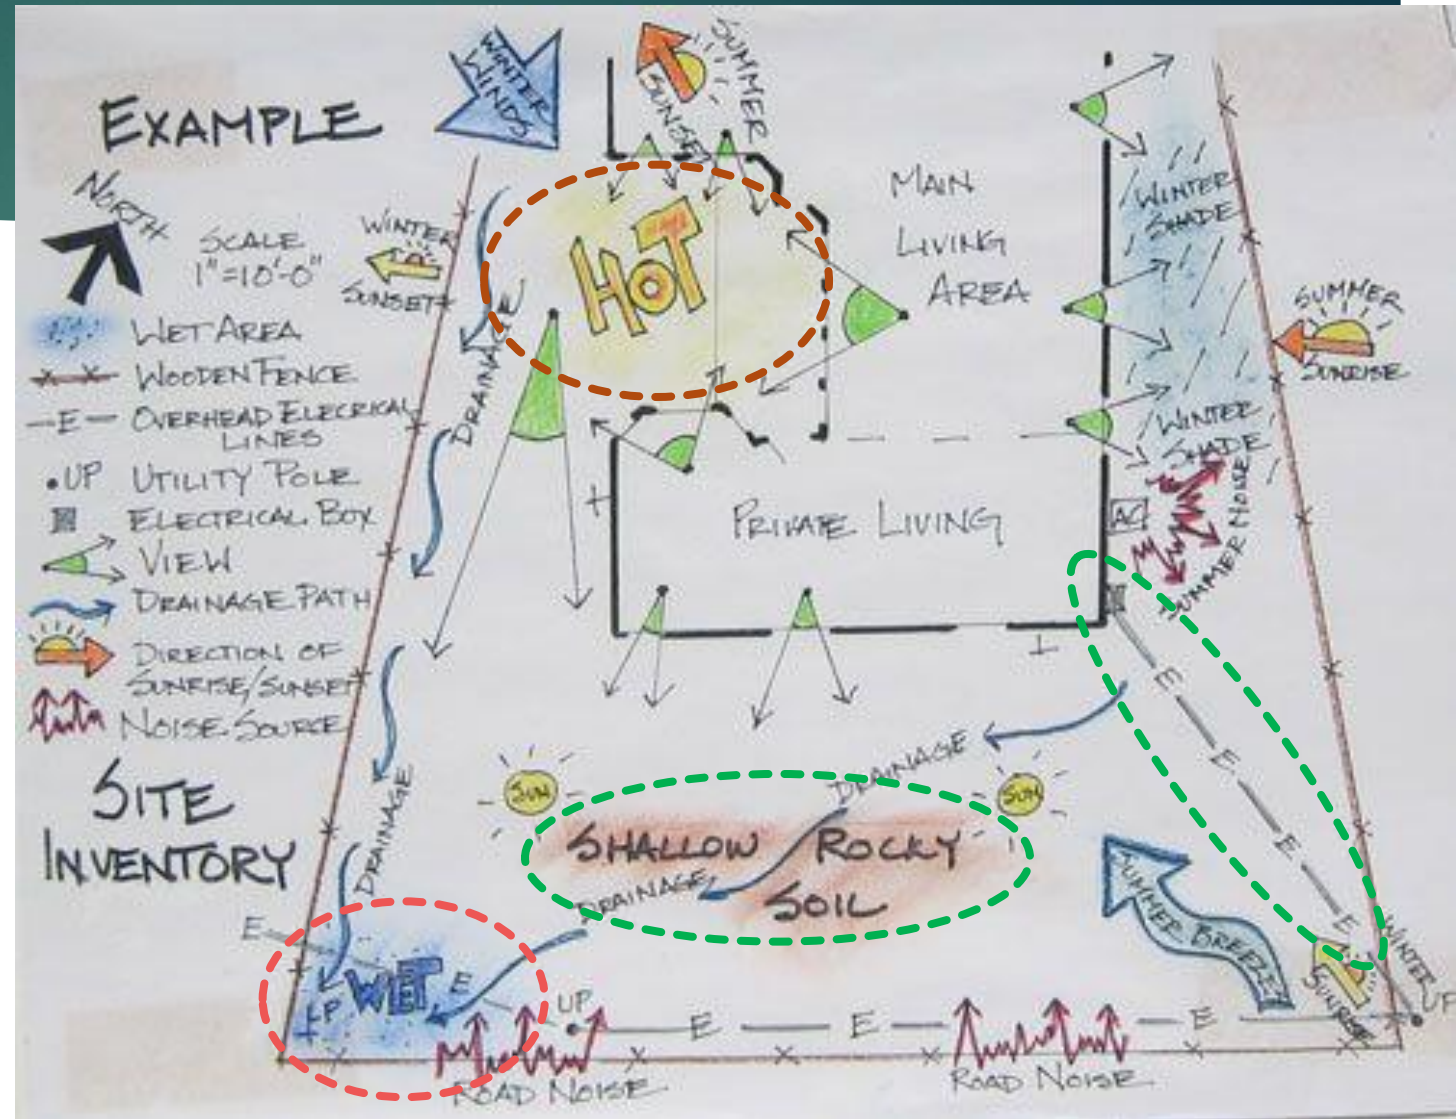 EXAMPLE
NORTH
SCALE
1"=10'-0"
WET AREA
WOODEN FENCE
—E— OVERHEAD ELECRICAL
LINES
•UP UTILITY POLE
ELECTRICAL BOX
VIEW
DRAINAGE PATH
DIRECTION OF
SUNRISE/SUNSET
NOISE SOURCE
SITE
INVENTORY
WINTER
WINDS
SUMMER
SUNSET
WINTER
SUNSET
HOT
MAIN
LIVING
AREA
PRIVATE LIVING
WINTER
SHADE
WINTER
SHADE
SUMMER
SUNRISE
AC
SUMMER NOISE
DRAINAGE
DRAINAGE
DRAINAGE
DRAINAGE
SUN
SUN
SHALLOW ROCKY
SOIL
E
E
E
E
SUMMER BREEZE
WINTER
SUNRISE
UP
E
E
WET
UP
E
E
E
ROAD NOISE
ROAD NOISE